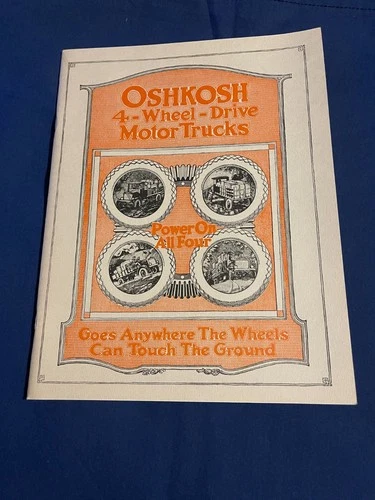 OSHKOSH
4-Wheel-Drive
Motor Trucks
Power On
All Four
Goes Anywhere The Wheels
Can Touch The Ground